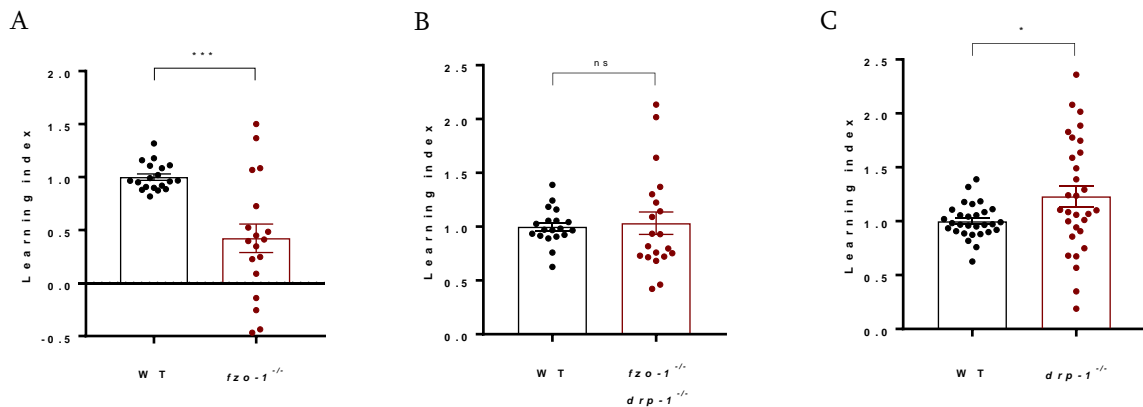 A
B
C
***
ns
*
Learning index
2.0
1.5
1.0
0.5
0.0
-0.5
WT
fzo-1-/-
Learning index
2.5
2.0
1.5
1.0
0.5
0.0
WT
fzo-1-/-
drp-1-/-
Learning index
2.5
2.0
1.5
1.0
0.5
0.0
WT
drp-1-/-